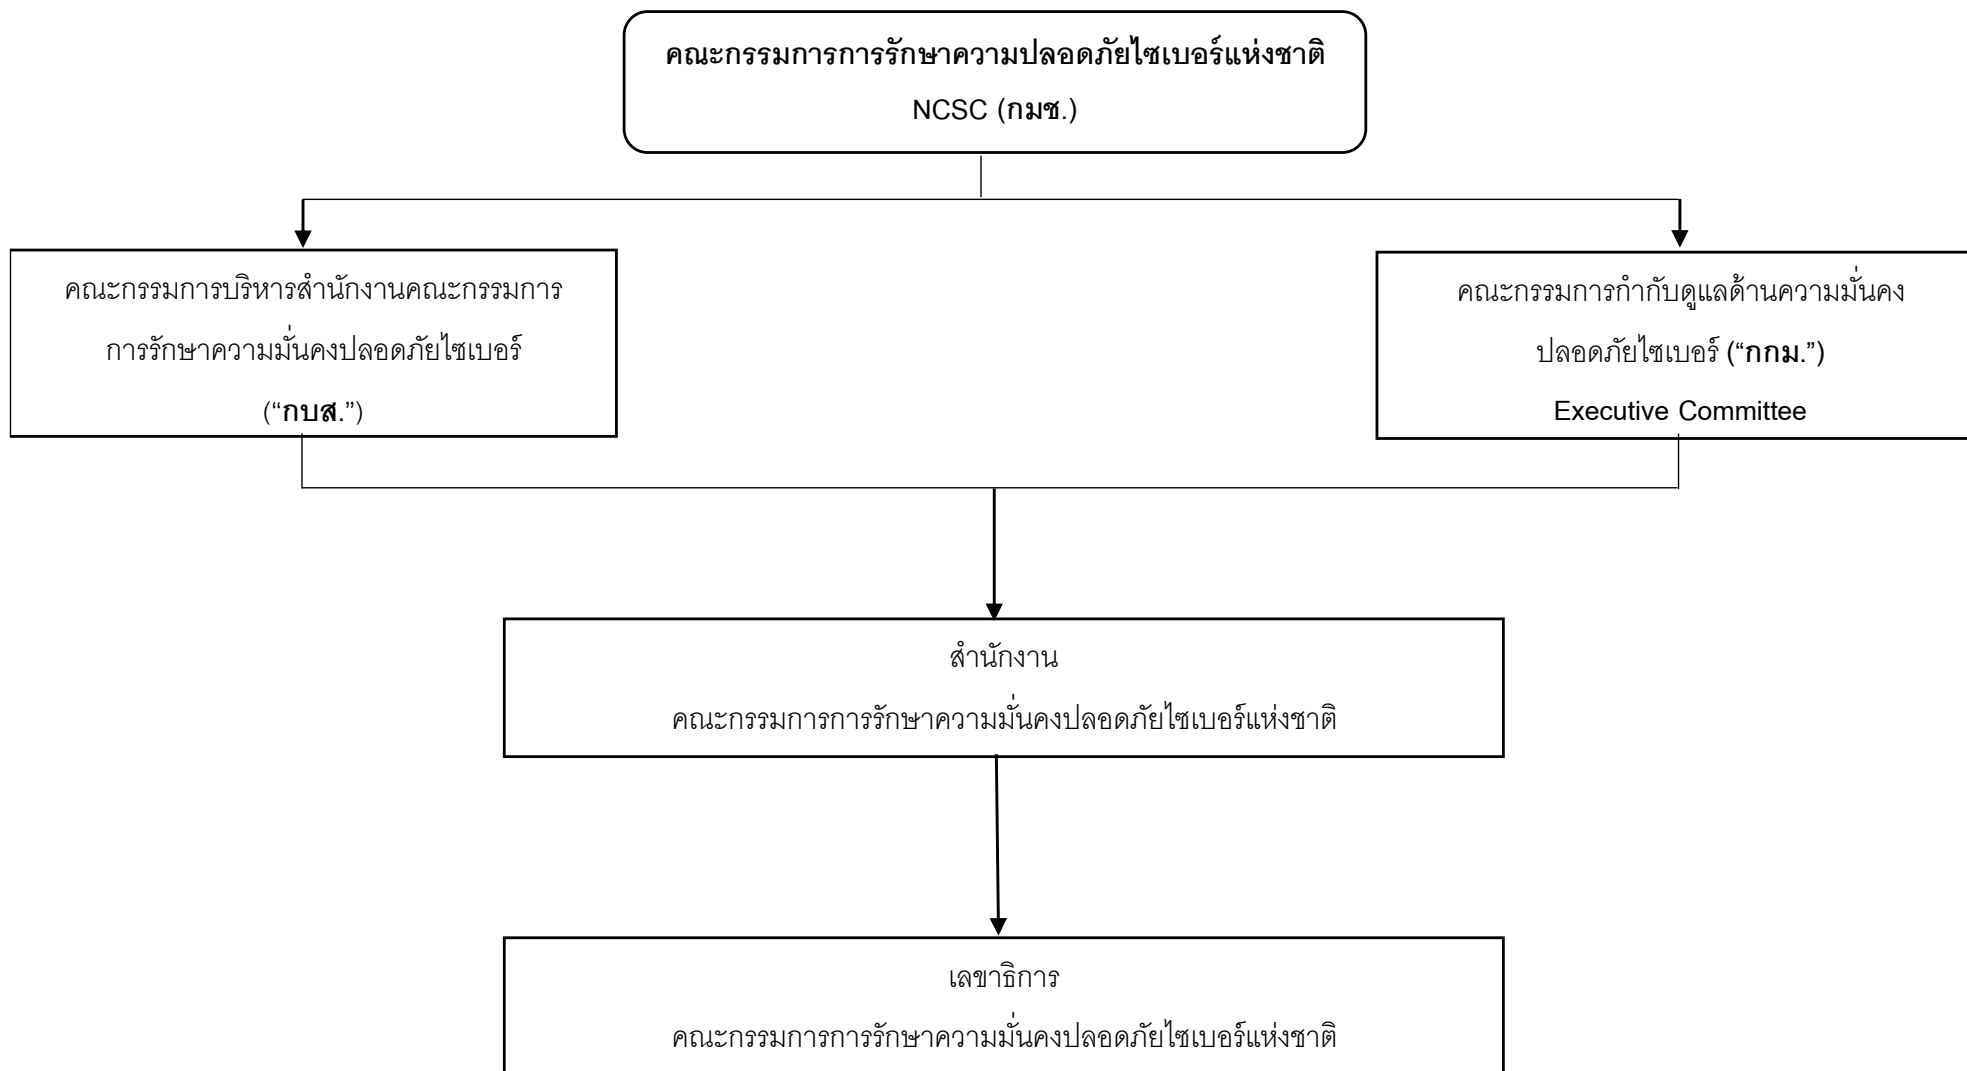 คณะกรรมการการรักษาความปลอดภัยไซเบอร์แห่งชาติ
NCSC (กมช.)
คณะกรรมการบริหารสำนักงานคณะกรรมการ
การรักษาความมั่นคงปลอดภัยไซเบอร์
(“กบส.”)
คณะกรรมการกำกับดูแลด้านความมั่นคง
ปลอดภัยไซเบอร์ (“กกม.”)
Executive Committee
สำนักงาน
คณะกรรมการการรักษาความมั่นคงปลอดภัยไซเบอร์แห่งชาติ
เลขาธิการ
คณะกรรมการการรักษาความมั่นคงปลอดภัยไซเบอร์แห่งชาติ